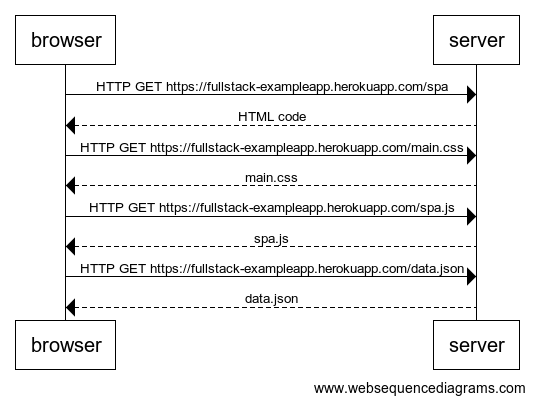 browser server
HTTP GET https://fullstack-exampleapp.herokuapp.com/spa
HTML code
HTTP GET https://fullstack-exampleapp.herokuapp.com/main.css
main.css
HTTP GET https://fullstack-exampleapp.herokuapp.com/spa.js
spa.js
HTTP GET https://fullstack-exampleapp.herokuapp.com/data.json
data.json
browser server
www.websequencediagrams.com